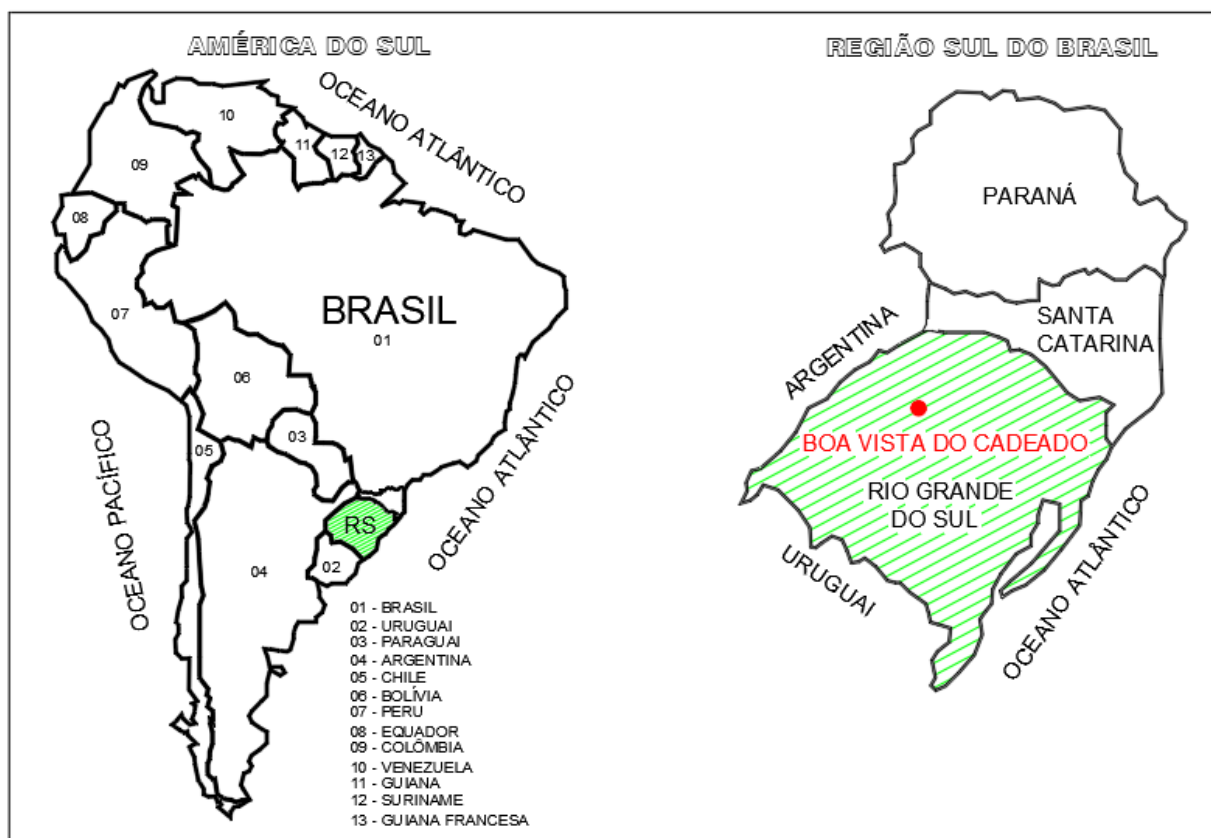 AMÉRICA DO SUL
OCEANO ATLÂNTICO
10
11
12
13
09
08
07
BRASIL
01
06
03
05
OCEANO PACÍFICO
OCEANO ATLÂNTICO
RS
02
04
01 - BRASIL
02 - URUGUAI
03 - PARAGUAI
04 - ARGENTINA
05 - CHILE
06 - BOLÍVIA
07 - PERU
08 - EQUADOR
09 - COLÔMBIA
10 - VENEZUELA
11 - GUIANA
12 - SURINAME
13 - GUIANA FRANCESA
REGIÃO SUL DO BRASIL
PARANÁ
SANTA
CATARINA
ARGENTINA
BOA VISTA DO CADEADO
RIO GRANDE
DO SUL
URUGUAI
OCEANO ATLÂNTICO